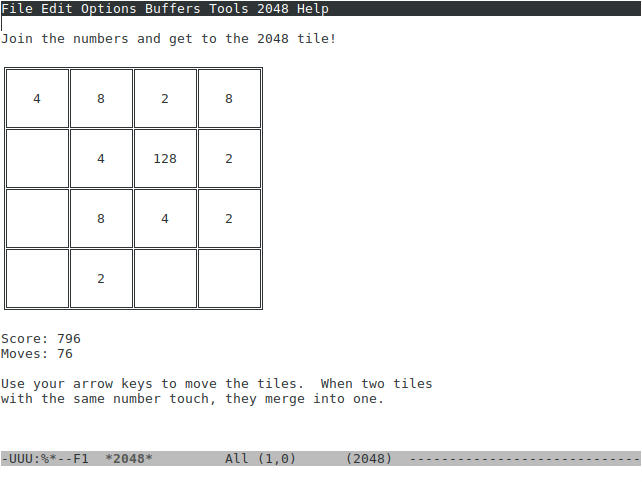 File Edit Options Buffers Tools 2048 Help
Join the numbers and get to the 2048 tile!
4 8 2 8
4 128 2
8 4 2
2
Score: 796
Moves: 76
Use your arrow keys to move the tiles.  When two tiles
with the same number touch, they merge into one.
-UUU:%*--F1  *2048*         All (1,0)      (2048)  -----------------------------